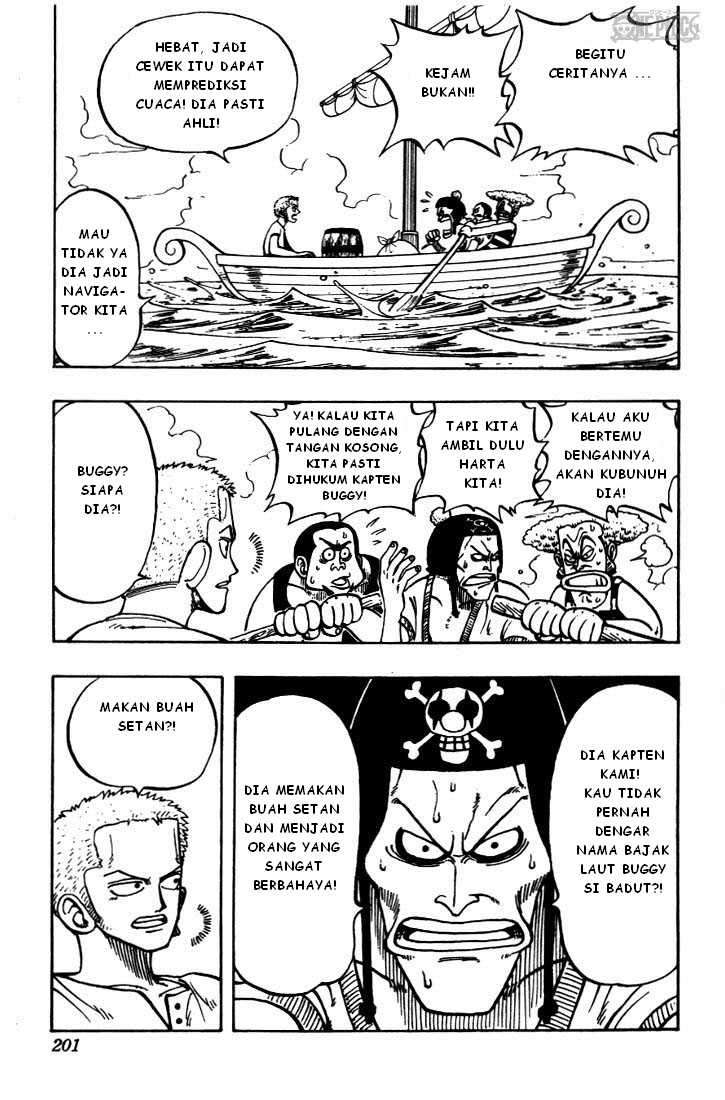 ONE PIECE
BEGITU
CERITANYA ...
KEJAM
BUKAN!!
HEBAT, JADI
CEWEK ITU DAPAT
MEMPREDIKSI
CUACA! DIA PASTI
AHLI!
MAU
TIDAK YA
DIA JADI
NAVIGA-
TOR KITA
...
KALAU AKU
BERTEMU
DENGANNYA,
AKAN KUBUNUH
DIA!
TAPI KITA
AMBIL DULU
HARTA
KITA!
YA! KALAU KITA
PULANG DENGAN
TANGAN KOSONG,
KITA PASTI
DIHUKUM KAPTEN
BUGGY!
BUGGY?
SIAPA
DIA?!
DIA KAPTEN
KAMI!
KAU TIDAK
PERNAH
DENGAR
NAMA BAJAK
LAUT BUGGY
SI BADUT?!
DIA MEMAKAN
BUAH SETAN
DAN MENJADI
ORANG YANG
SANGAT
BERBAHAYA!
MAKAN BUAH
SETAN?!
201